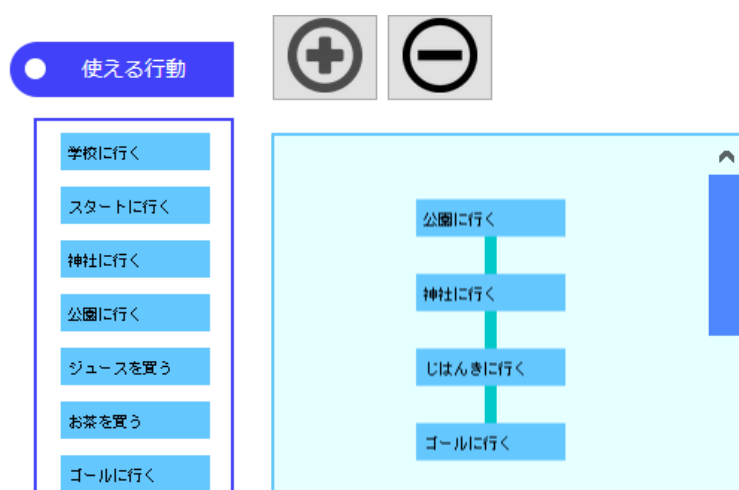 使える行動
学校に行く
スタートに行く
神社に行く
公園に行く
ジュースを買う
お茶を買う
ゴールに行く
公園に行く
神社に行く
じはんきに行く
ゴールに行く